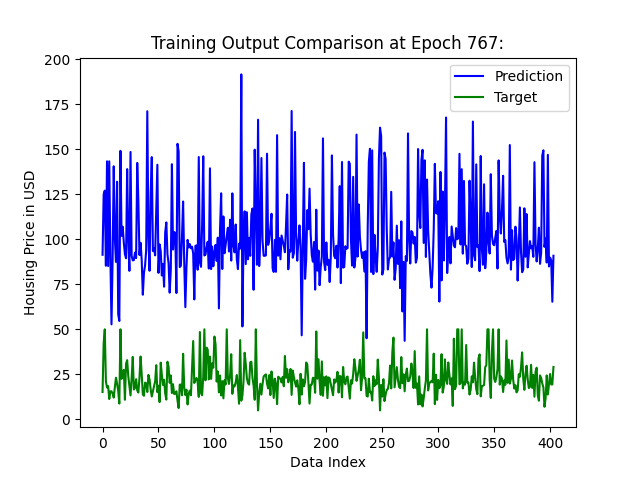 Training Output Comparison at Epoch 767:
Prediction
Target
Housing Price in USD
200
175
150
125
100
75
50
25
0
0 50 100 150 200 250 300 350 400
Data Index